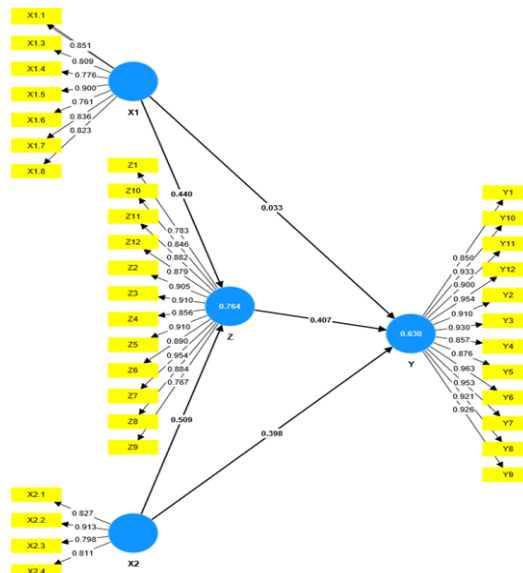 X1.1
X1.3
X1.4
X1.5
X1.6
X1.7
X1.8
0.851
0.809
0.776
0.900
0.761
0.836
0.823
X1
0.440
0.033
Z1
Z10
Z11
Z12
Z2
Z3
Z4
Z5
Z6
Z7
Z8
Z9
0.783
0.846
0.882
0.879
0.905
0.910
0.856
0.910
0.890
0.954
0.884
0.767
0.764
Z
0.407
0.509
0.398
Y1
Y10
Y11
Y12
Y2
Y3
Y4
Y5
Y6
Y7
Y8
Y9
0.850
0.933
0.900
0.954
0.910
0.930
0.857
0.876
0.963
0.953
0.921
0.926
0.630
Y
X2.1
X2.2
X2.3
X2.4
0.827
0.913
0.798
0.811
X2